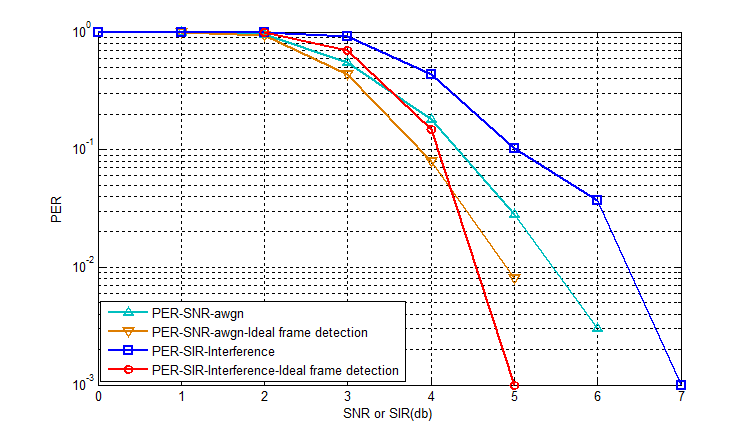 10^0
10^-1
10^-2
10^-3
PER
PER-SNR-awgn
PER-SNR-awgn-Ideal frame detection
PER-SIR-Interference
PER-SIR-Interference-Ideal frame detection
0 1 2 3 4 5 6 7
SNR or SIR(db)